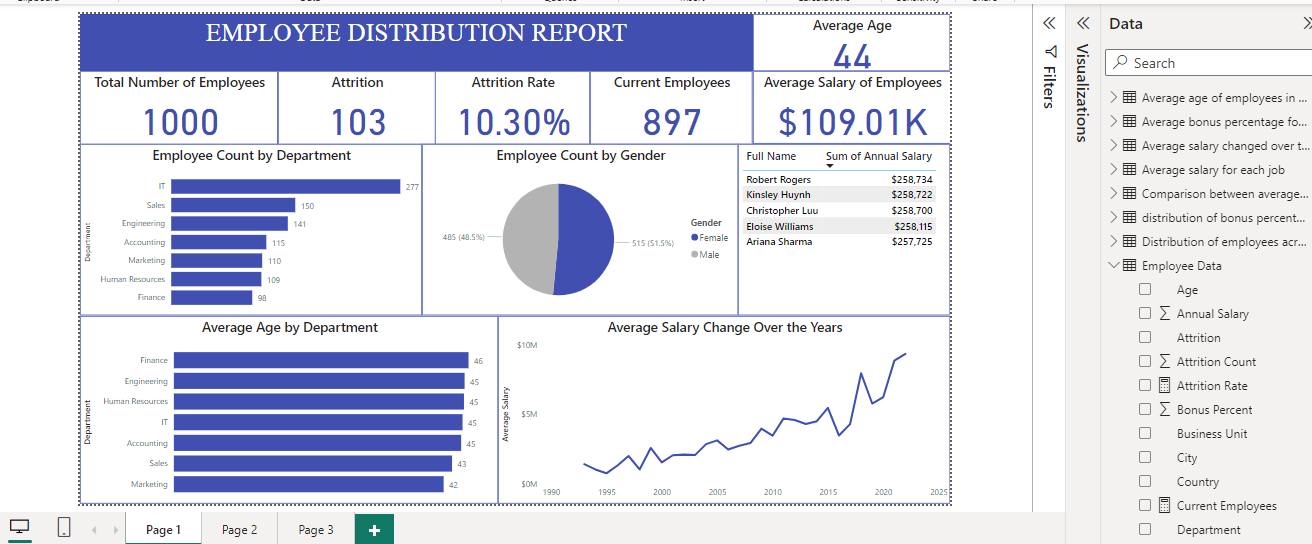 EMPLOYEE DISTRIBUTION REPORT
Average Age
44
Total Number of Employees
1000
Attrition
103
Attrition Rate
10.30%
Current Employees
897
Average Salary of Employees
$109.01K
Employee Count by Department
Department
IT 277
Sales 150
Engineering 141
Accounting 115
Marketing 110
Human Resources 109
Finance 98
Employee Count by Gender
485 (48.5%)
515 (51.5%)
Gender
Female
Male
Full Name Sum of Annual Salary
Robert Rogers $258,734
Kinsley Huynh $258,722
Christopher Luu $258,700
Eloise Williams $258,115
Ariana Sharma $257,725
Average Age by Department
Department
Finance 46
Engineering 45
Human Resources 45
IT 45
Accounting 45
Sales 43
Marketing 42
Average Salary Change Over the Years
Average Salary
$10M
$5M
$0M
1990 1995 2000 2005 2010 2015 2020 2025
Page 1 Page 2 Page 3 +
Filters
Visualizations
Data
Search
Average age of employees in ...
Average bonus percentage fo...
Average salary changed over t...
Average salary for each job
Comparison between average...
distribution of bonus percent...
Distribution of employees acr...
Employee Data
Age
Annual Salary
Attrition
Attrition Count
Attrition Rate
Bonus Percent
Business Unit
City
Country
Current Employees
Department